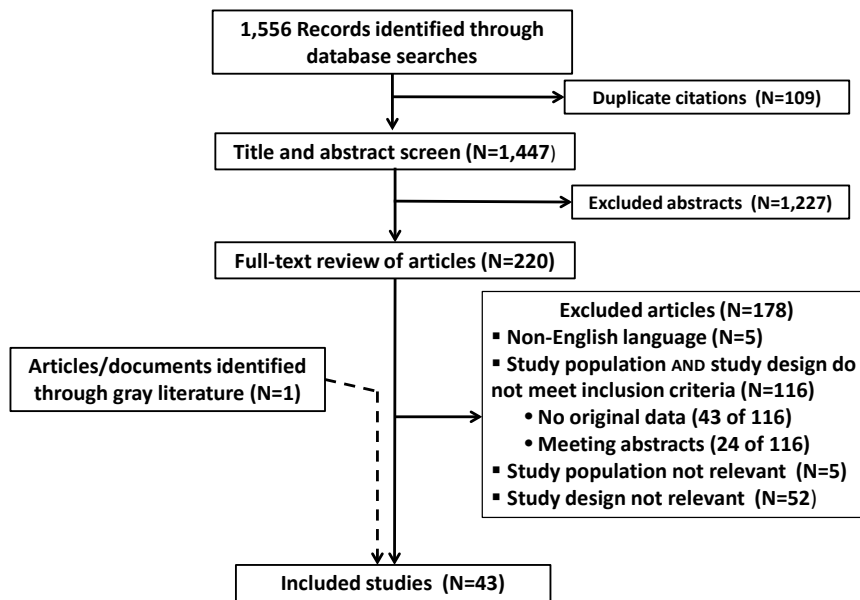 1,556 Records identified through
database searches
Duplicate citations (N=109)
Title and abstract screen (N=1,447)
Excluded abstracts (N=1,227)
Full-text review of articles (N=220)
Excluded articles (N=178)
▪ Non-English language (N=5)
▪ Study population AND study design do
not meet inclusion criteria (N=116)
• No original data (43 of 116)
• Meeting abstracts (24 of 116)
▪ Study population not relevant (N=5)
▪ Study design not relevant (N=52)
Articles/documents identified
through gray literature (N=1)
Included studies (N=43)